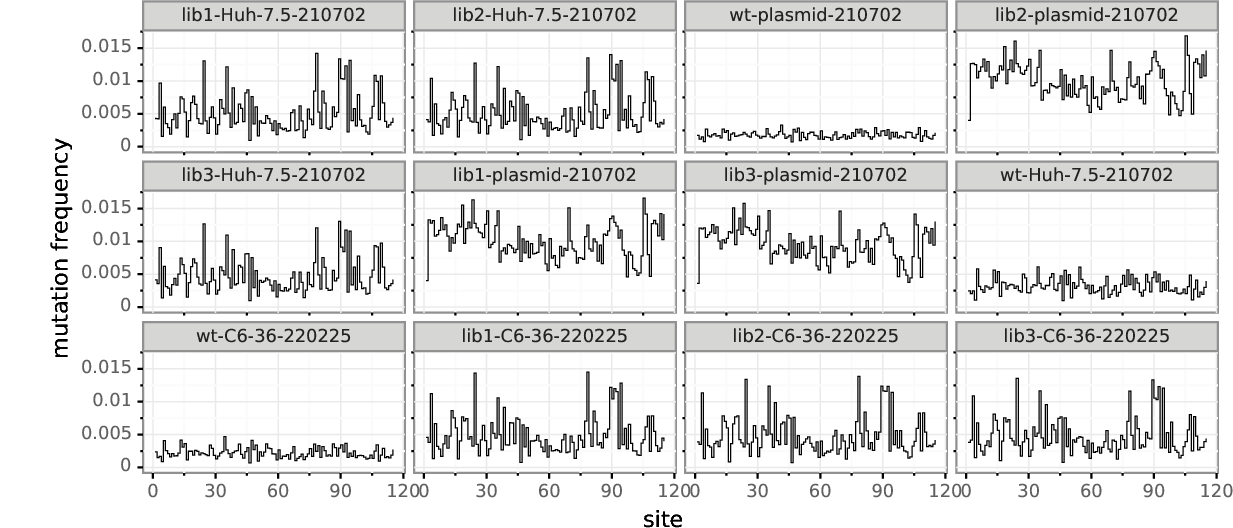 lib1-Huh-7.5-210702 lib2-Huh-7.5-210702 wt-plasmid-210702 lib2-plasmid-210702
0.015
0.01
0.005
0
lib3-Huh-7.5-210702 lib1-plasmid-210702 lib3-plasmid-210702 wt-Huh-7.5-210702
0.015
0.01
0.005
0
mutation frequency
wt-C6-36-220225 lib1-C6-36-220225 lib2-C6-36-220225 lib3-C6-36-220225
0.015
0.01
0.005
0
0 30 60 90 120 0 30 60 90 120 0 30 60 90 120 0 30 60 90 120
site